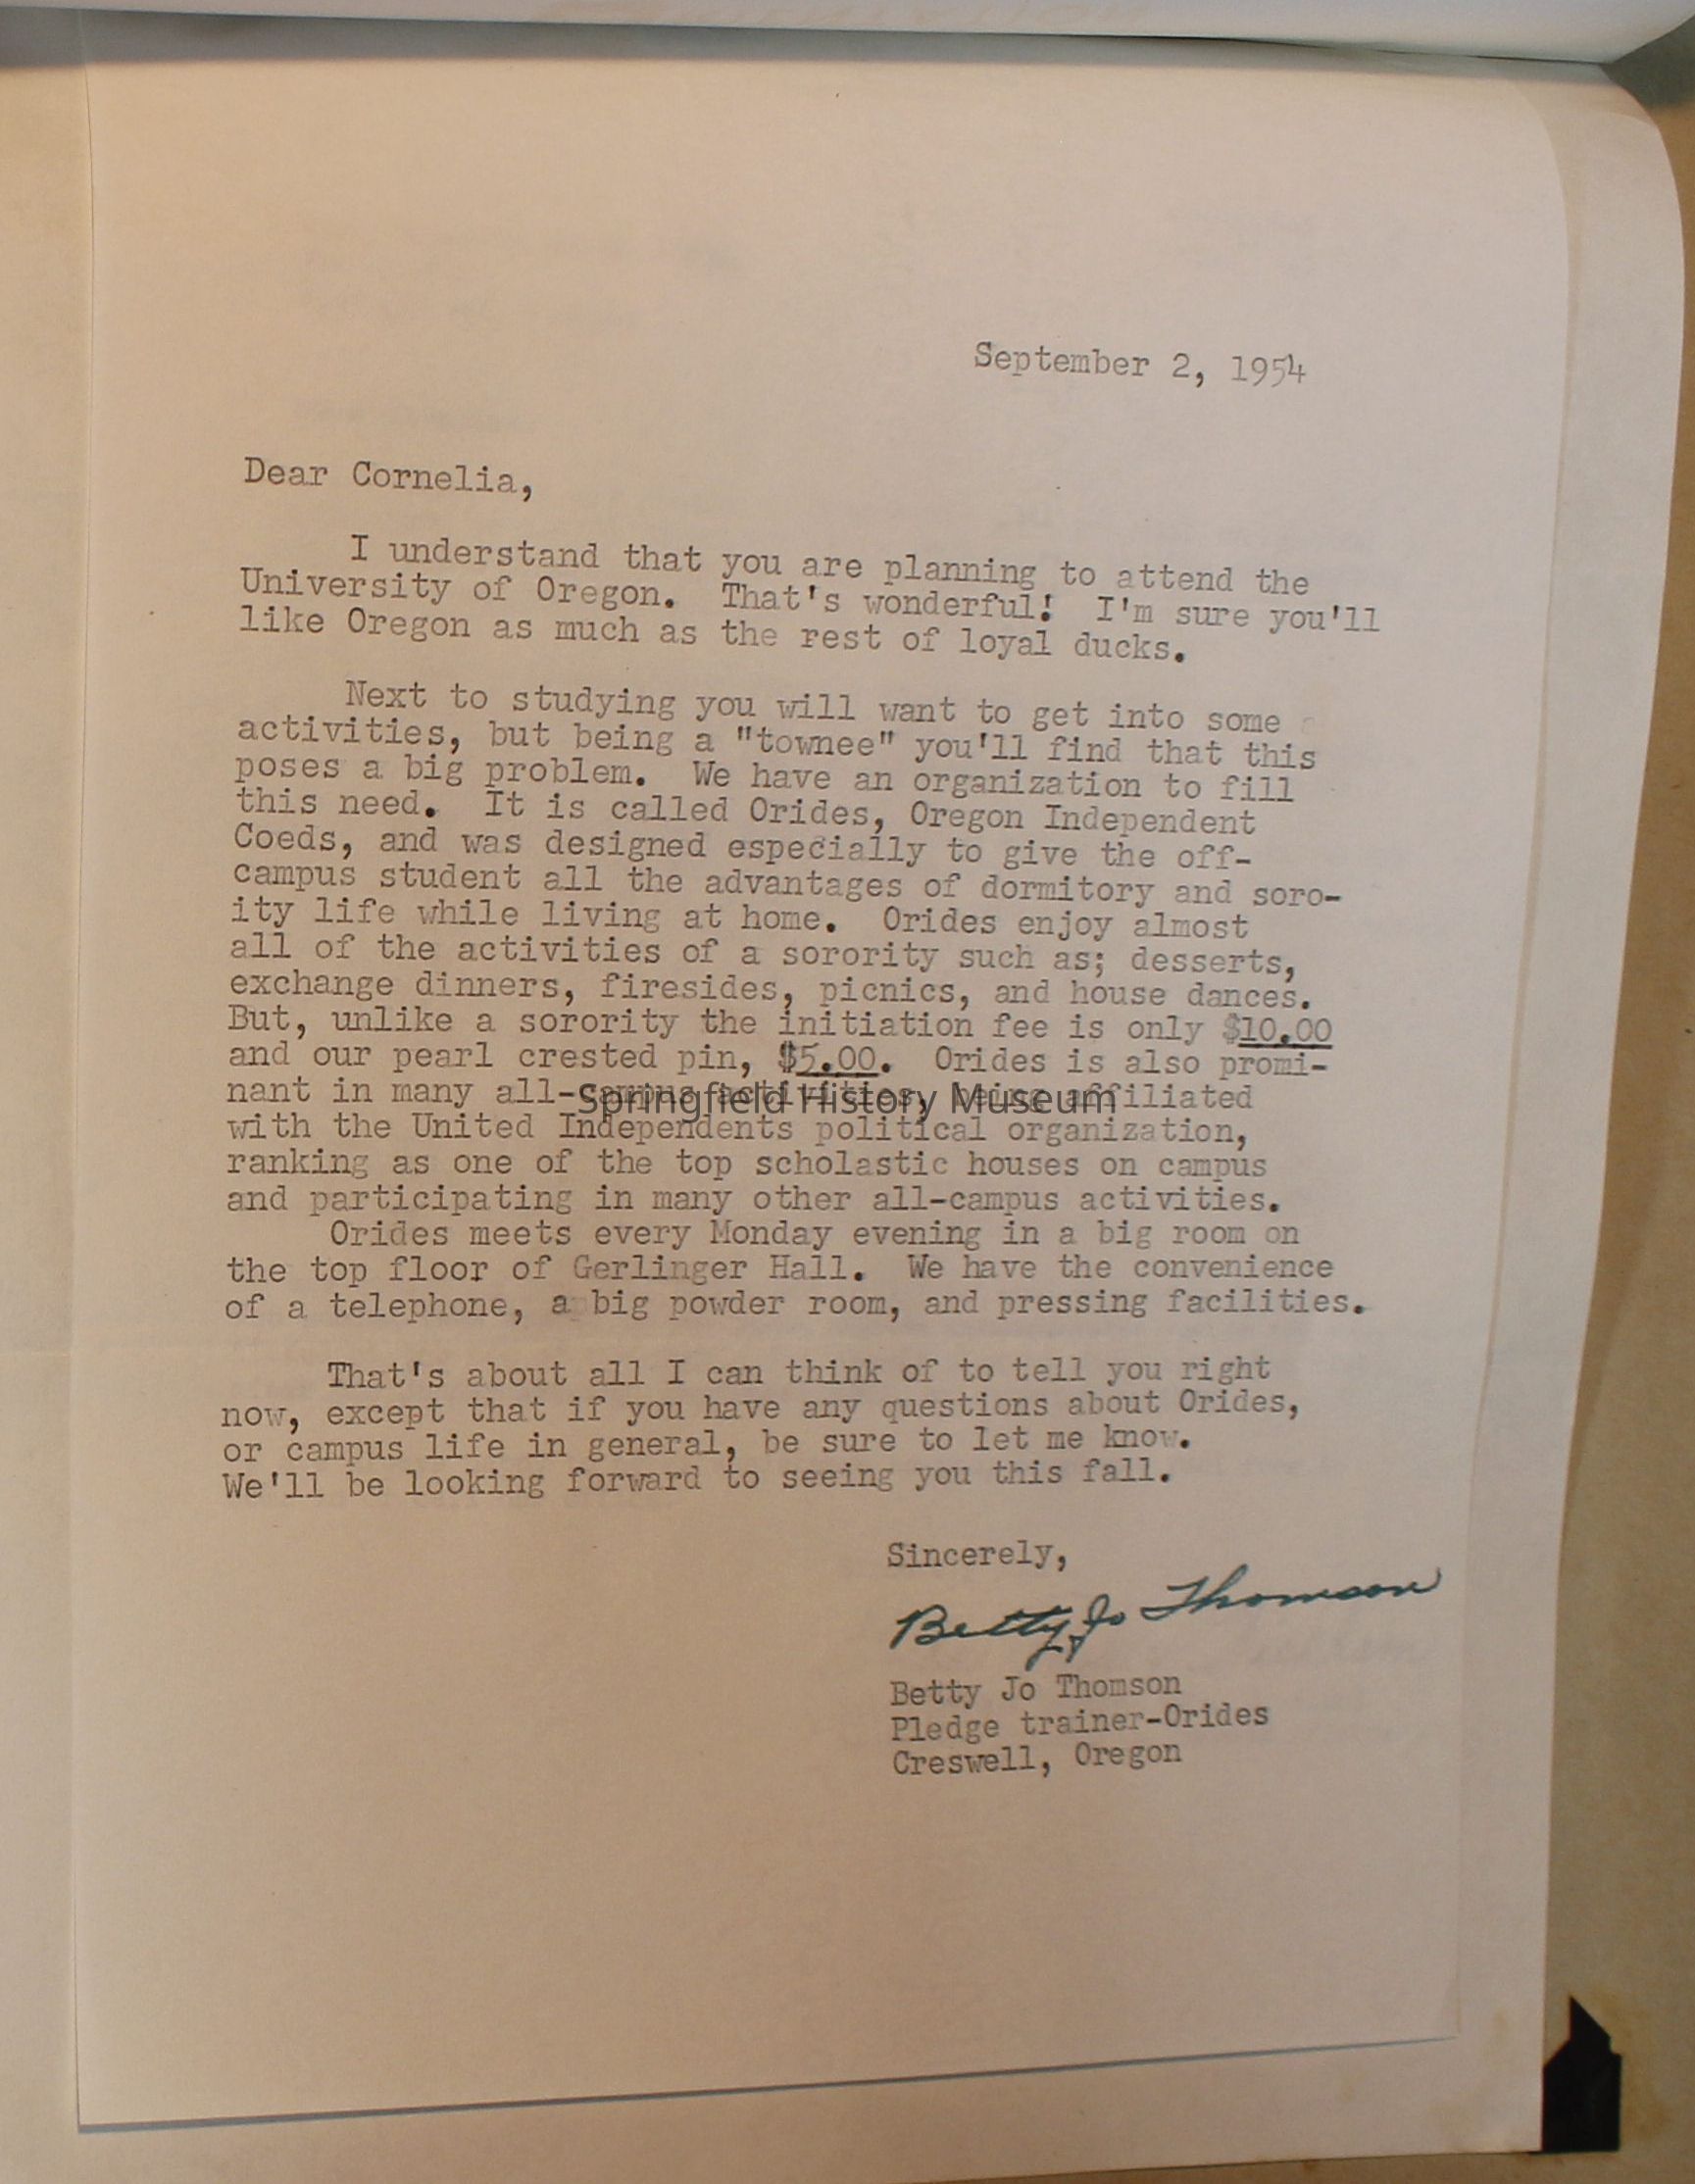 September 2, 1954
Dear Cornelia,
I understand that you are planning to attend the
University of Oregon. That's wonderful! I'm sure you'll
like Oregon as much as the rest of loyal ducks.
Next to studying you will want to get into some
activities, but being a "townee" you'll find that this
poses a big problem. We have an organization to fill
this need. It is called Orides, Oregon Independent
Coeds, and was designed especially to give the off-
campus student all the advantages of dormitory and soro-
ity life while living at home. Orides enjoy almost
all of the activities of a sorority such as; desserts,
exchange dinners, firesides, picnics, and house dances.
But, unlike a sorority the initiation fee is only $10.00
and our pearl crested pin, $5.00. Orides is also promi-
nant in many all-campus activities, being affiliated
Springfield History Museum
with the United Independents political organization,
ranking as one of the top scholastic houses on campus
and participating in many other all-campus activities.
Orides meets every Monday evening in a big room on
the top floor of Gerlinger Hall. We have the convenience
of a telephone, a big powder room, and pressing facilities.
That's about all I can think of to tell you right
now, except that if you have any questions about Orides,
or campus life in general, be sure to let me know.
We'll be looking forward to seeing you this fall.
Sincerely,
Betty Jo Thomson
Betty Jo Thomson
Pledge trainer-Orides
Creswell, Oregon